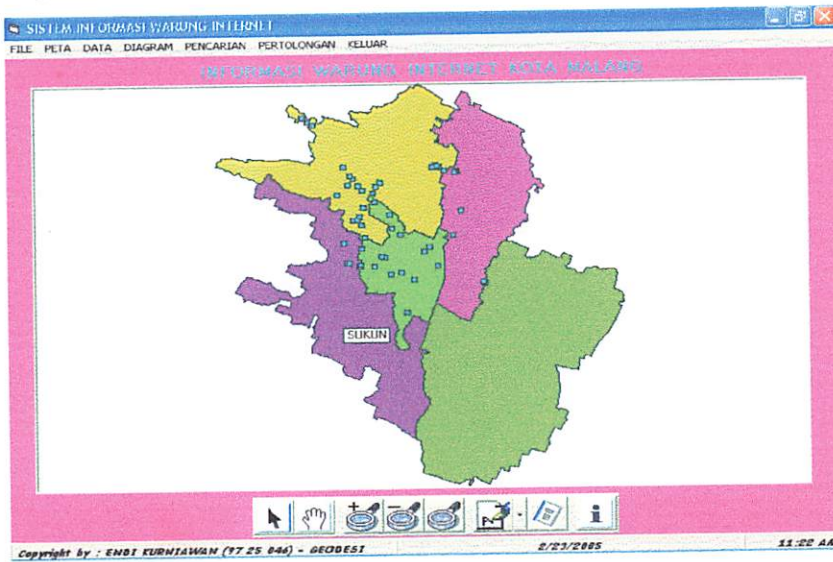 SISTEM INFORMASI WARUNG INTERNET
FILE PETA DATA DIAGRAM PENCARIAN PERTOLONGAN KELUAR
INFORMASI WARUNG INTERNET KOTA MALANG
SUKUN
Copyright by : ENDI KURNIAWAN (97 25 046) - GEODESI 2/23/2005 11:22 AM